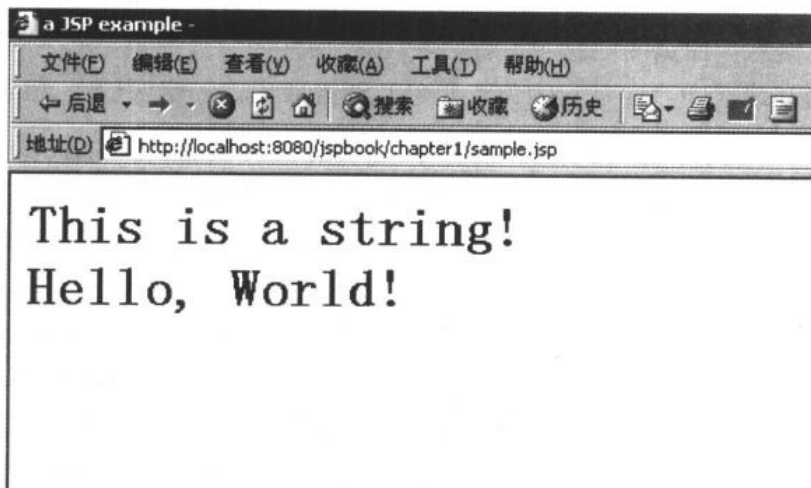 a JSP example -
文件(F) 编辑(E) 查看(V) 收藏(A) 工具(T) 帮助(H)
后退 搜索 收藏 历史
地址(D) http://localhost:8080/jspbook/chapter1/sample.jsp
This is a string!
Hello, World!